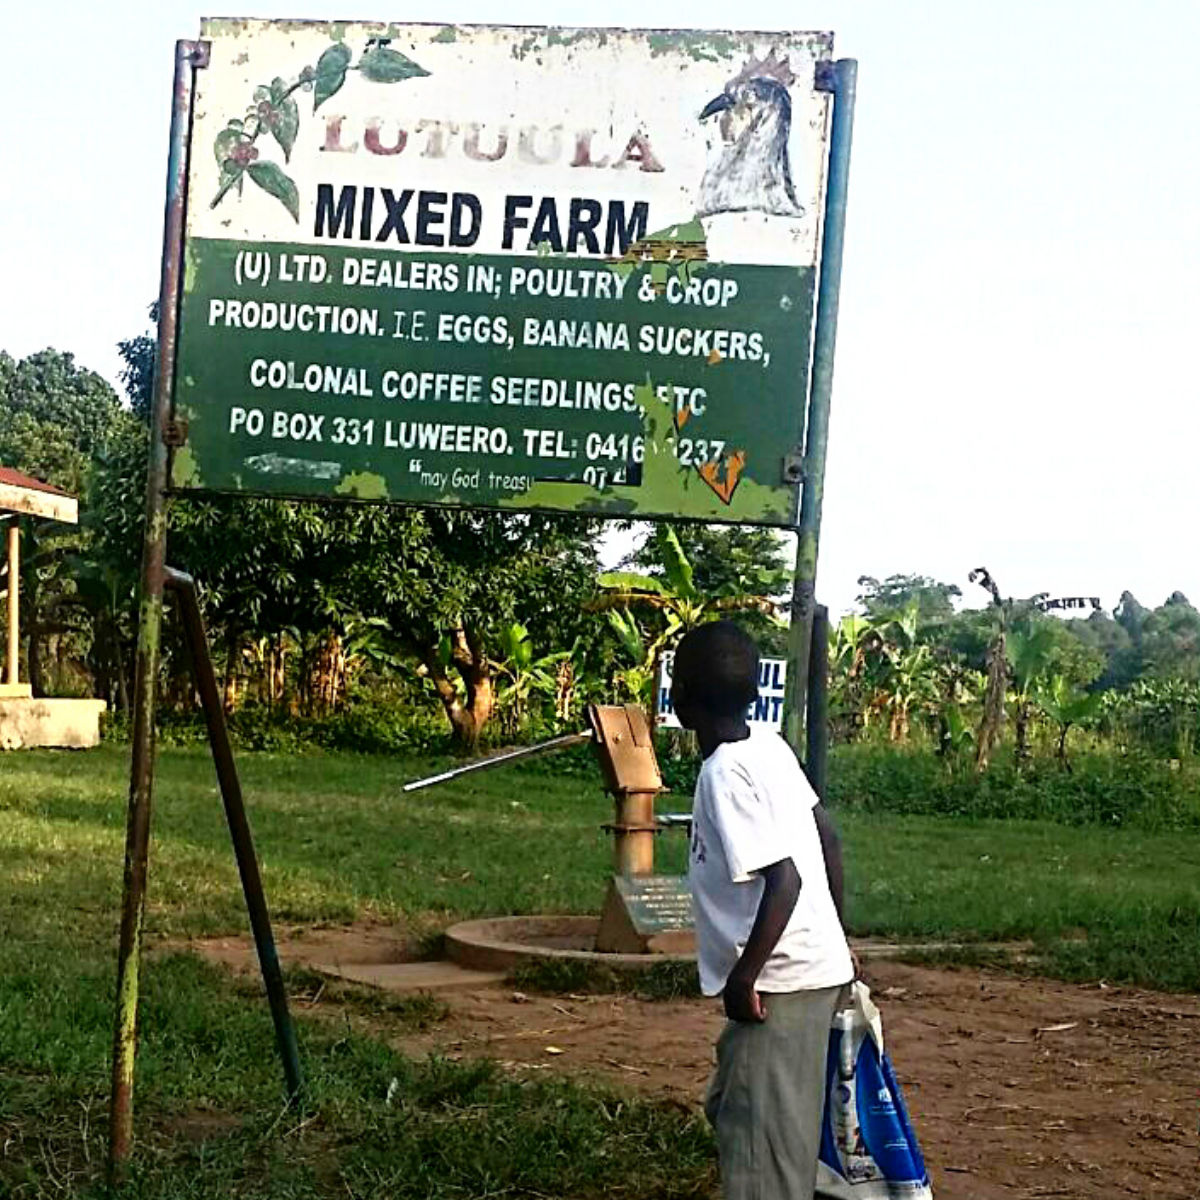 LUTUULA
MIXED FARM
(U) LTD. DEALERS IN; POULTRY & CROP
PRODUCTION. I.E. EGGS, BANANA SUCKERS,
COLONAL COFFEE SEEDLINGS, ETC
PO BOX 331 LUWEERO. TEL:
"may God